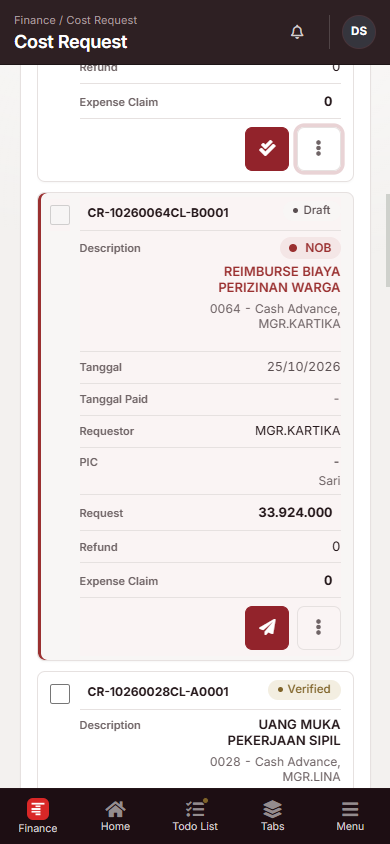 Finance / Cost Request
Cost Request
DS
Refund 0
Expense Claim 0
CR-10260064CL-B0001 Draft
Description NOB
REIMBURSE BIAYA
PERIZINAN WARGA
0064 - Cash Advance,
MGR.KARTIKA
Tanggal 25/10/2026
Tanggal Paid -
Requestor MGR.KARTIKA
PIC -
Sari
Request 33.924.000
Refund 0
Expense Claim 0
CR-10260028CL-A0001 Verified
Description UANG MUKA
PEKERJAAN SIPIL
0028 - Cash Advance,
MGR.LINA
Finance Home Todo List Tabs Menu